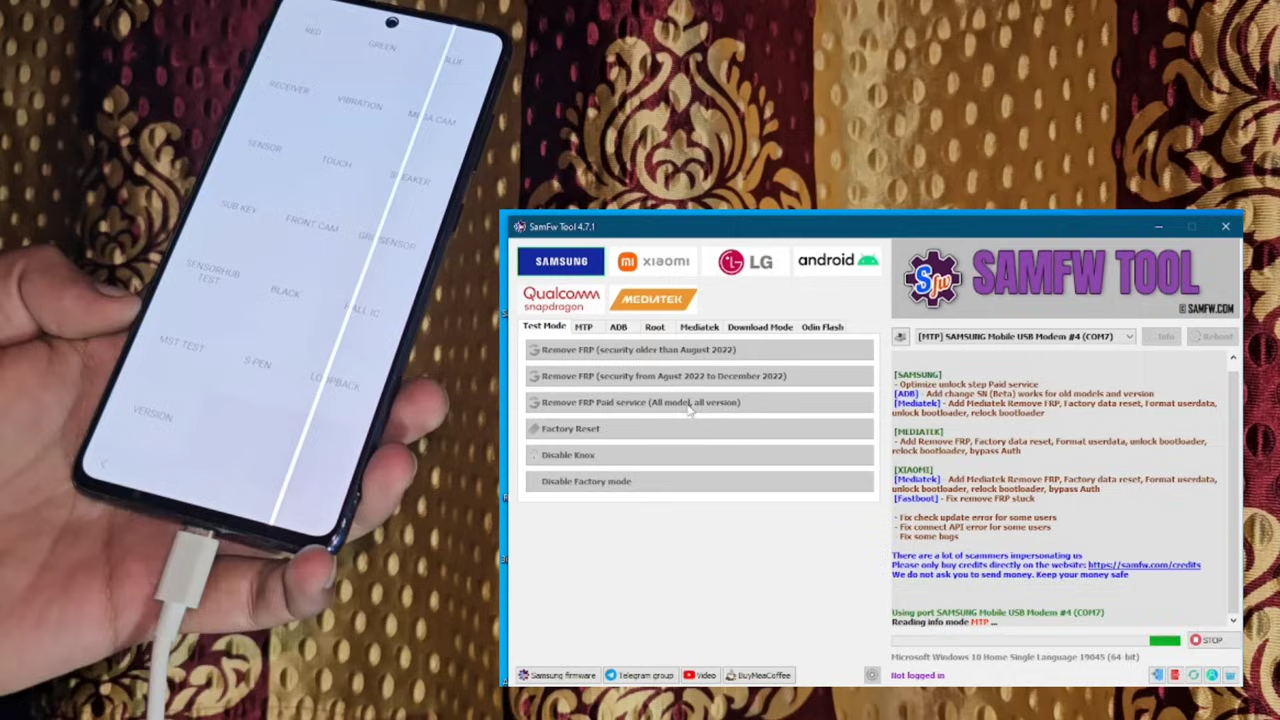 RED
GREEN
BLUE
RECEIVER
VIBRATION
MEGA CAM
SENSOR
TOUCH
SPEAKER
SUB KEY
FRONT CAM
GRIP SENSOR
SENSORHUB
TEST
BLACK
HALL IC
MST TEST
S-PEN
LOOPBACK
VERSION
SamFw Tool 4.7.1
SAMSUNG
xiaomi
LG
android
Qualcomm
snapdragon
MEDIATEK
Test Mode MTP ADB Root Mediatek Download Mode Odin Flash
Remove FRP (security older than August 2022)
Remove FRP (security from Agust 2022 to December 2022)
Remove FRP Paid service (All model, all version)
Factory Reset
Disable Knox
Disable Factory mode
Samsung firmware Telegram group Video BuyMeaCoffee
Sfw SAMFW TOOL
© SAMFW.COM
[MTP] SAMSUNG Mobile USB Modem #4 (COM7) Info Reboot
[SAMSUNG]
- Optimize unlock step Paid service
[ADB] - Add change SN (Beta) works for old models and version
[Mediatek] - Add Mediatek Remove FRP, Factory data reset, Format userdata,
unlock bootloader, relock bootloader
[MEDIATEK]
- Add Remove FRP, Factory data reset, Format userdata, unlock bootloader,
relock bootloader, bypass Auth
[XIAOMI]
[Mediatek] - Add Mediatek Remove FRP, Factory data reset, Format userdata,
unlock bootloader, relock bootloader, bypass Auth
[Fastboot] - Fix remove FRP stuck
- Fix check update error for some users
- Fix connect API error for some users
- Fix some bugs
There are a lot of scammers impersonating us
Please only buy credits directly on the website: https://samfw.com/credits
We do not ask you to send money. Keep your money safe
Using port SAMSUNG Mobile USB Modem #4 (COM7)
Reading info mode MTP ...
STOP
Microsoft Windows 10 Home Single Language 19045 (64-bit)
Not logged in